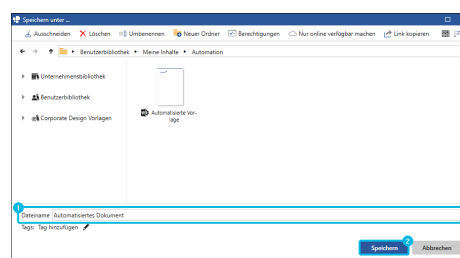 Speichern unter ...
Ausschneiden Löschen Umbenennen Neuer Ordner Berechtigungen Nur online verfügbar machen Link kopieren
Benutzerbibliothek Meine Inhalte Automation
Unternehmensbibliothek
Benutzerbibliothek
Corporate Design Vorlagen
Automatisierte Vor-
lage
1
Dateiname Automatisiertes Dokument
Tags: Tag hinzufügen
2
Speichern Abbrechen